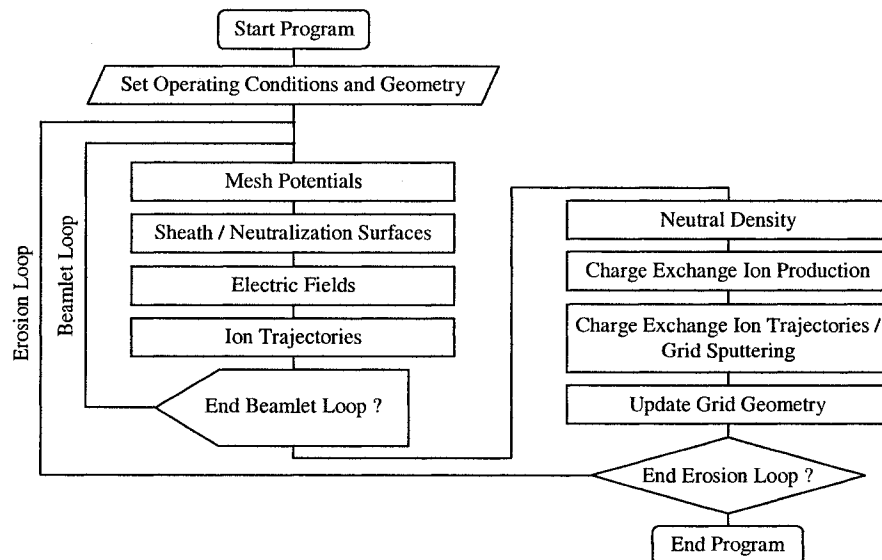 Start Program
Set Operating Conditions and Geometry
Erosion Loop
Beamlet Loop
Mesh Potentials
Sheath / Neutralization Surfaces
Electric Fields
Ion Trajectories
End Beamlet Loop ?
Neutral Density
Charge Exchange Ion Production
Charge Exchange Ion Trajectories /
Grid Sputtering
Update Grid Geometry
End Erosion Loop ?
End Program